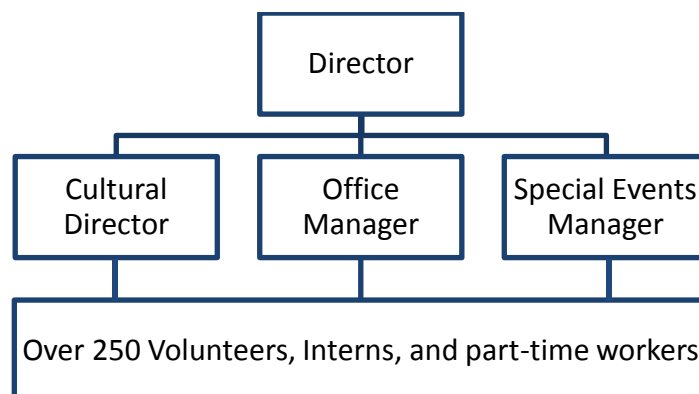 Director
Cultural
Director
Office
Manager
Special Events
Manager
Over 250 Volunteers, Interns, and part-time workers